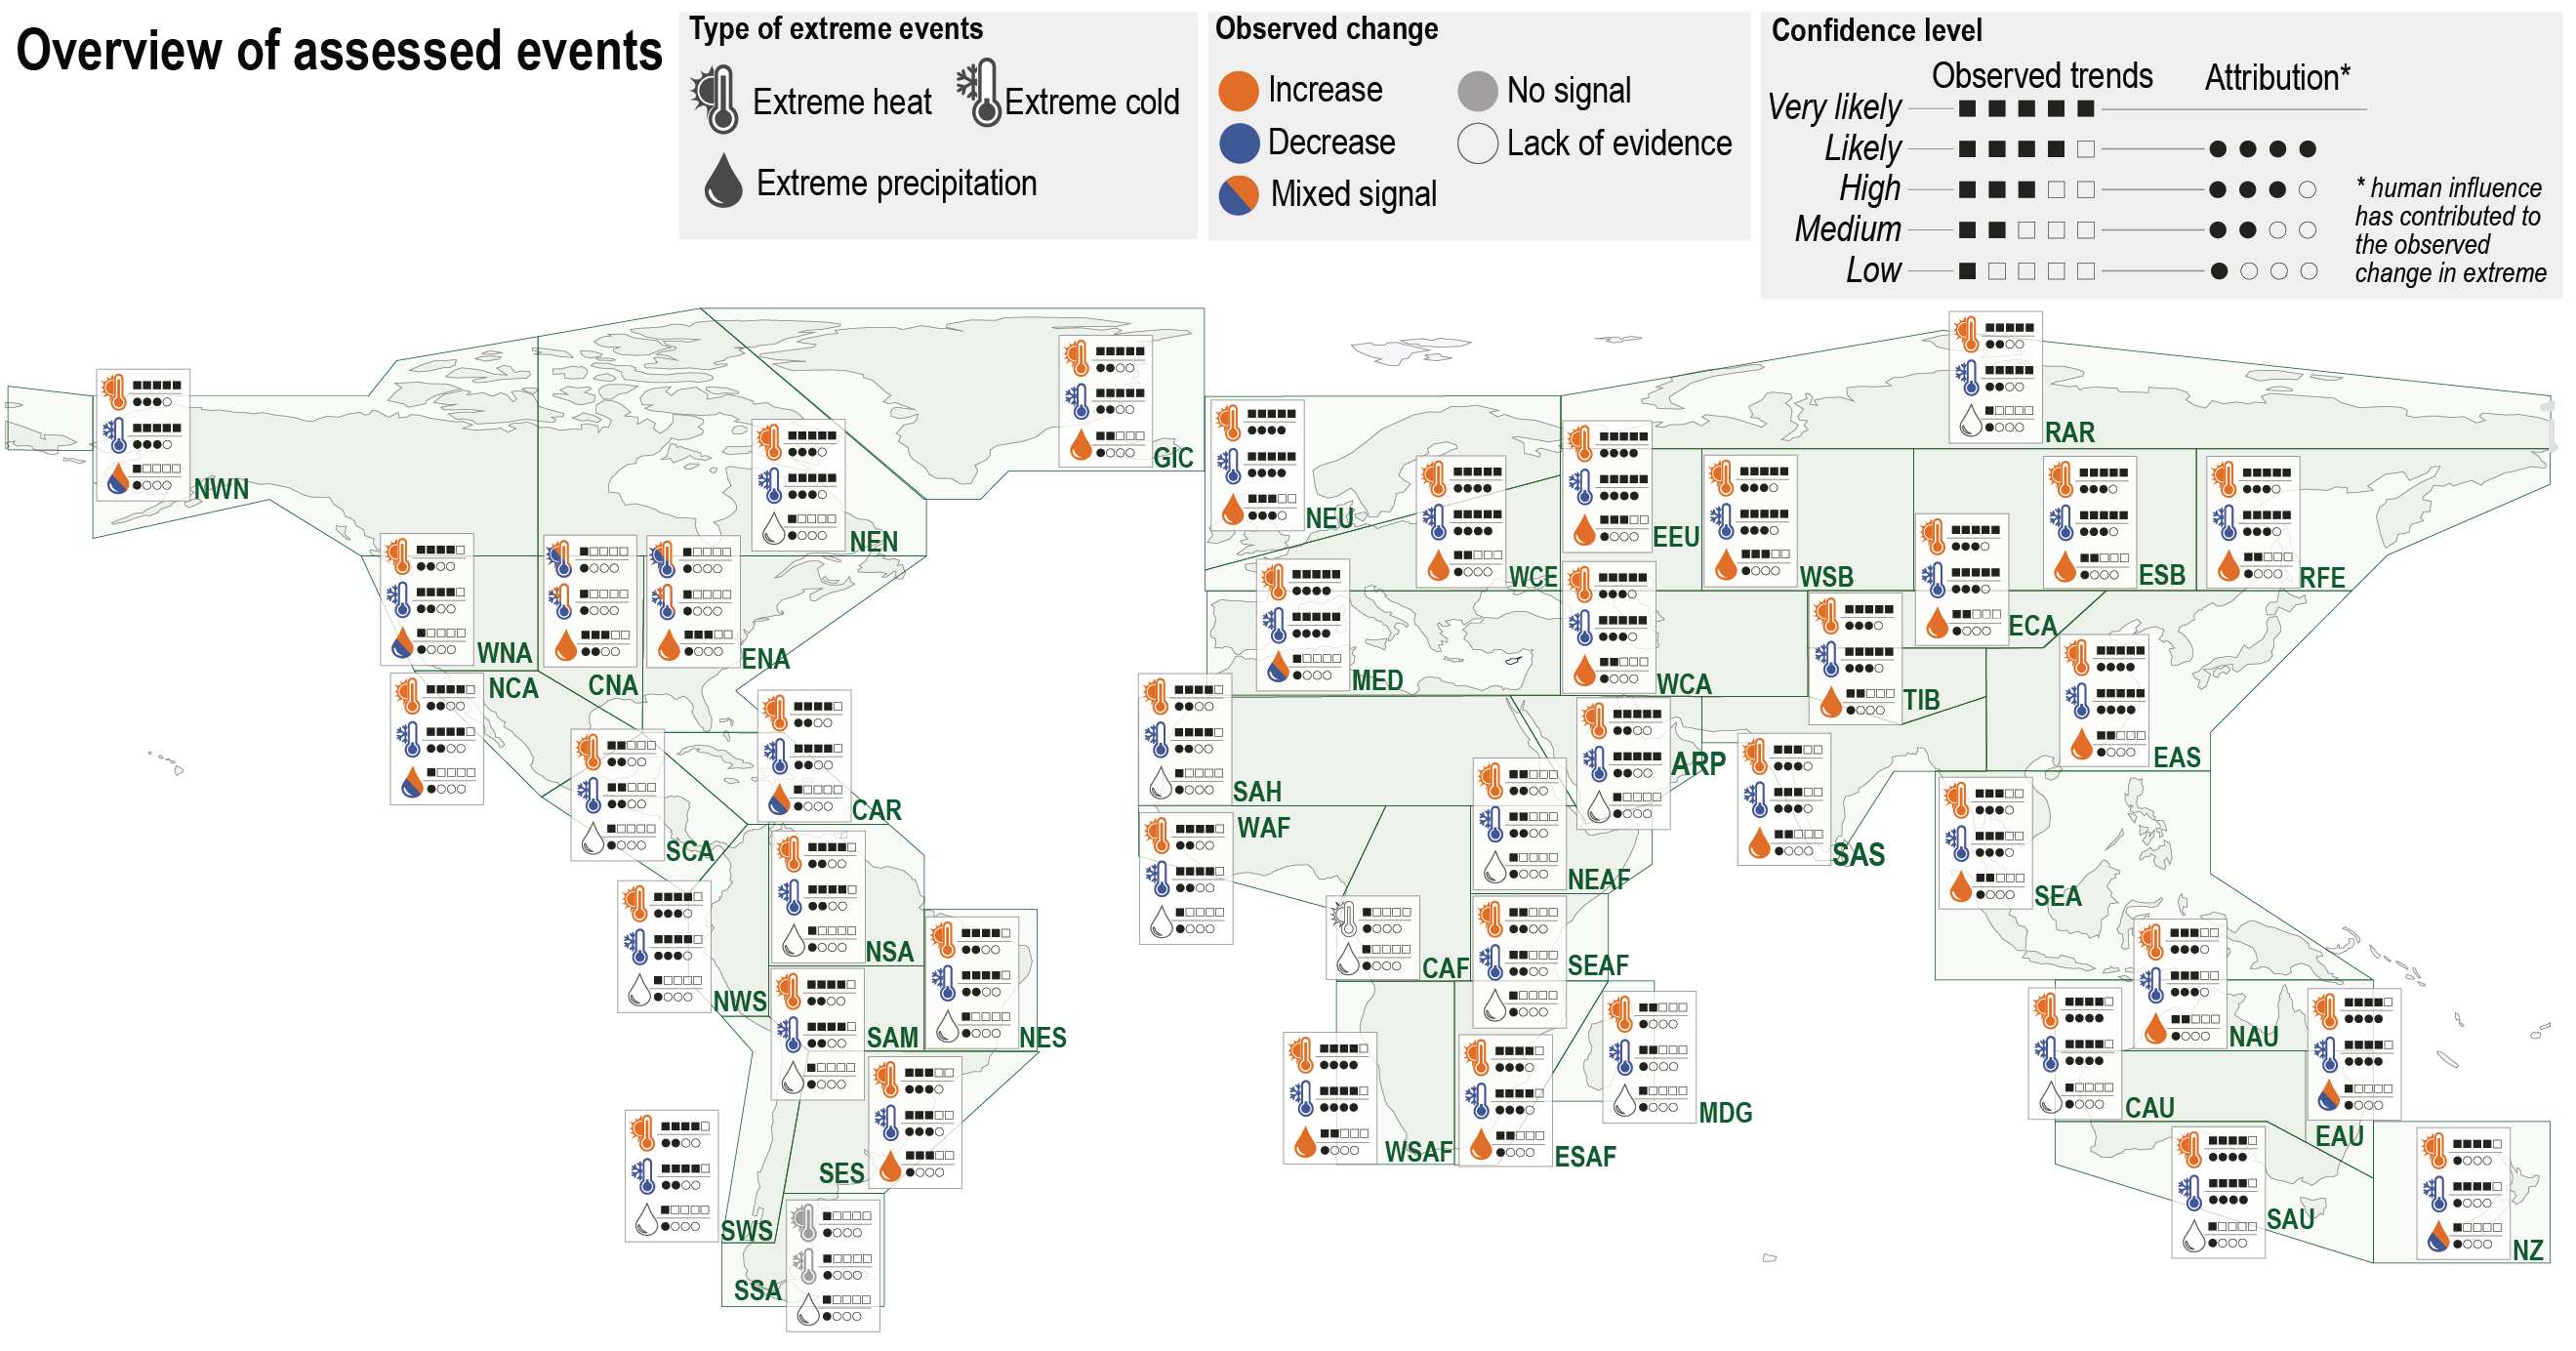 Overview of assessed events
Type of extreme events
Extreme heat
Extreme cold
Extreme precipitation
Observed change
Increase
No signal
Decrease
Lack of evidence
Mixed signal
Confidence level
Observed trends
Attribution*
Very likely
Likely
High
Medium
Low
* human influence
has contributed to
the observed
change in extreme
GIC
RAR
NWN
NEU
NEN
EEU
WCE
WSB
ESB
RFE
WNA
ENA
ECA
NCA
CNA
MED
WCA
TIB
EAS
ARP
SAH
CAR
WAF
SCA
SAS
NEAF
SEA
NSA
CAF
SEAF
NWS
SAM
NES
NAU
MDG
CAU
EAU
WSAF
ESAF
SES
SWS
SAU
NZ
SSA